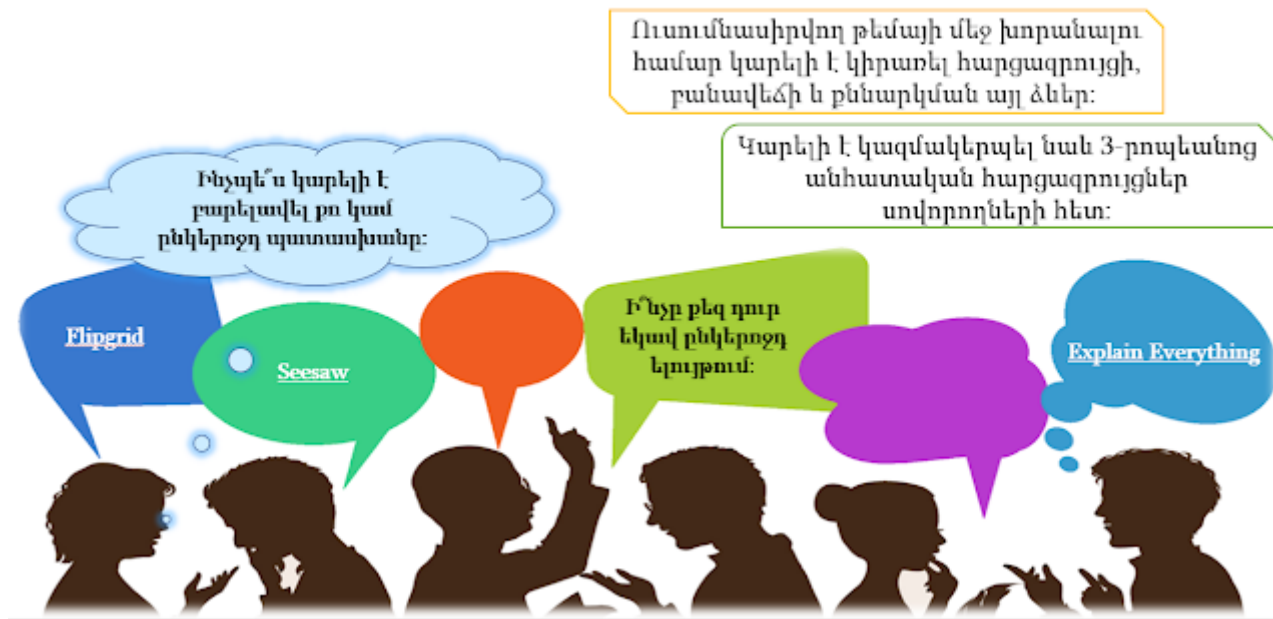 Ուսումնասիրվող թեմայի մեջ խորանալու
համար կարելի է կիրառել հարցազրույցի,
բանավեճի և քննարկման այլ ձևեր:
Կարելի է կազմակերպել նաև 3-րոպեանոց
անհատական հարցազրույցներ
սովորողների հետ:
Ինչպե՞ս կարելի է
բարելավել քո կամ
ընկերոջդ պատասխանը:
Flipgrid
Seesaw
Ի՞նչը քեզ դուր
եկավ ընկերոջդ
ելույթում:
Explain Everything